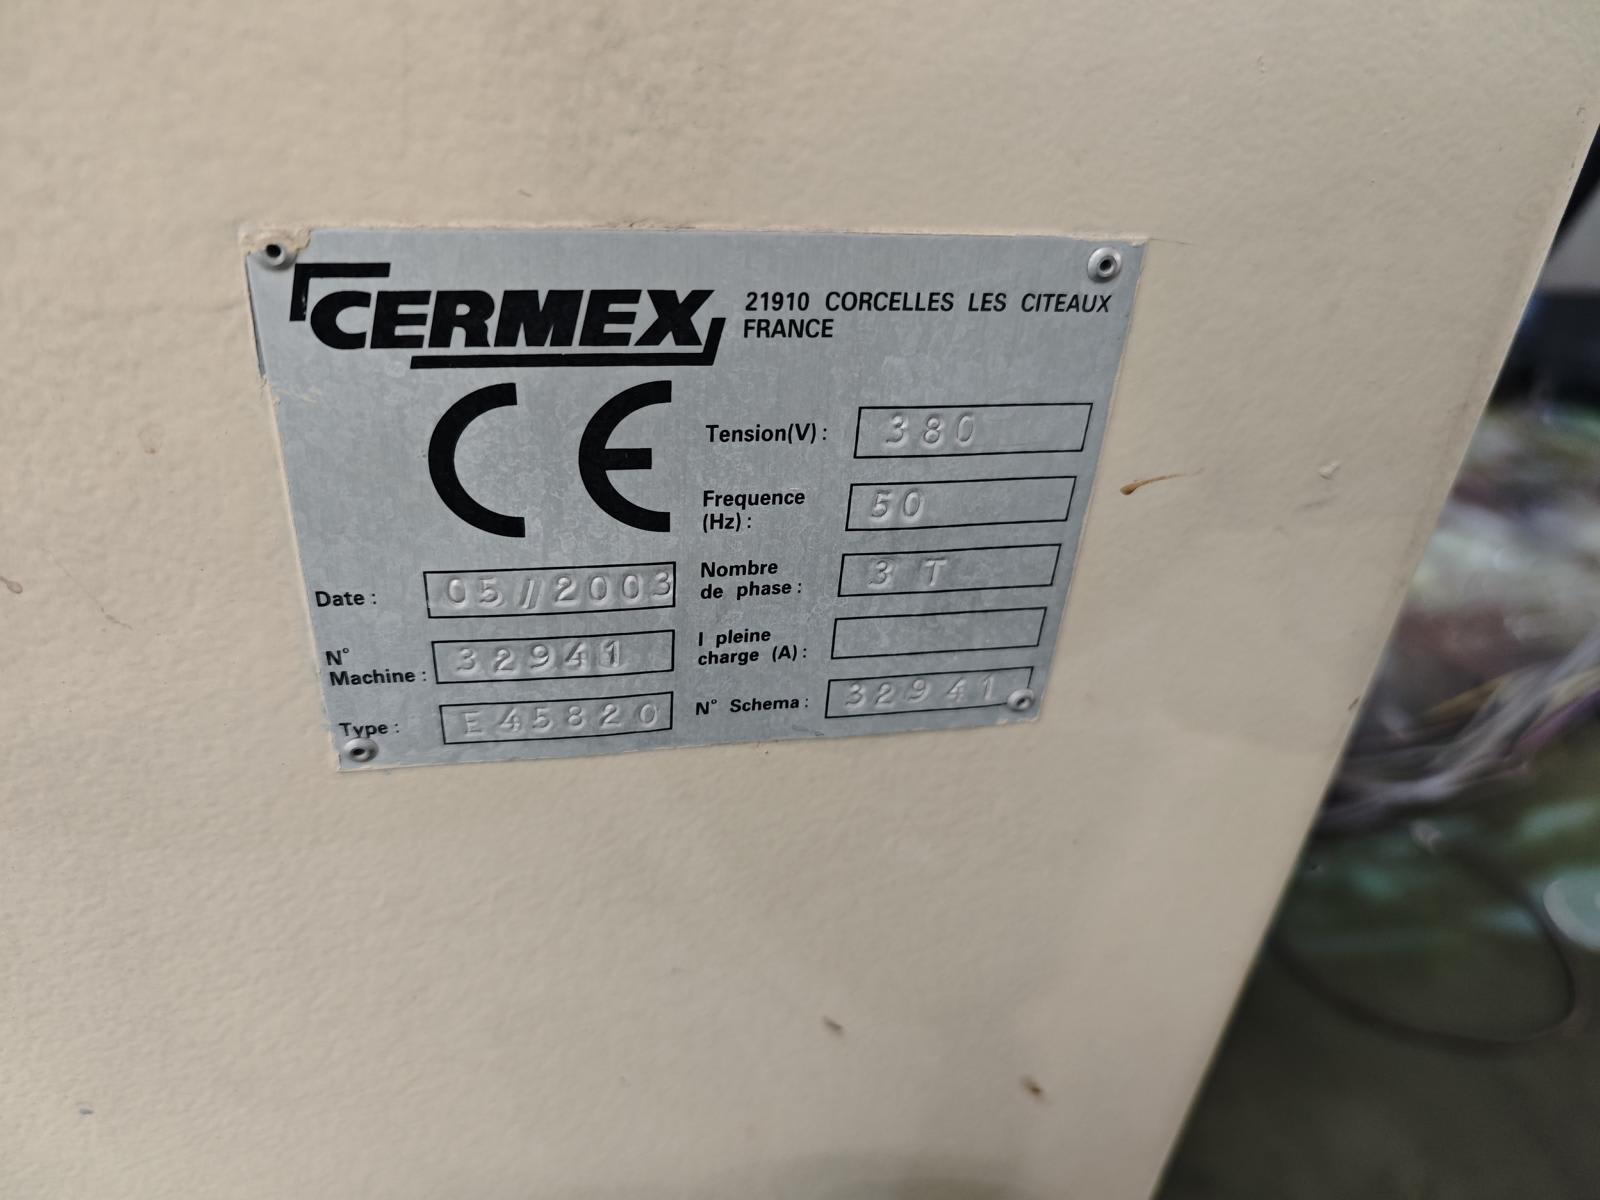 CERMEX
21910 CORCELLES LES CITEAUX
FRANCE
CE
Tension(V) : 380
Frequence
(Hz) : 50
Nombre
de phase : 3 T
I pleine
charge (A) :
N° Schema : 32941
Date : 05//2003
N°
Machine : 32941
Type : E45820